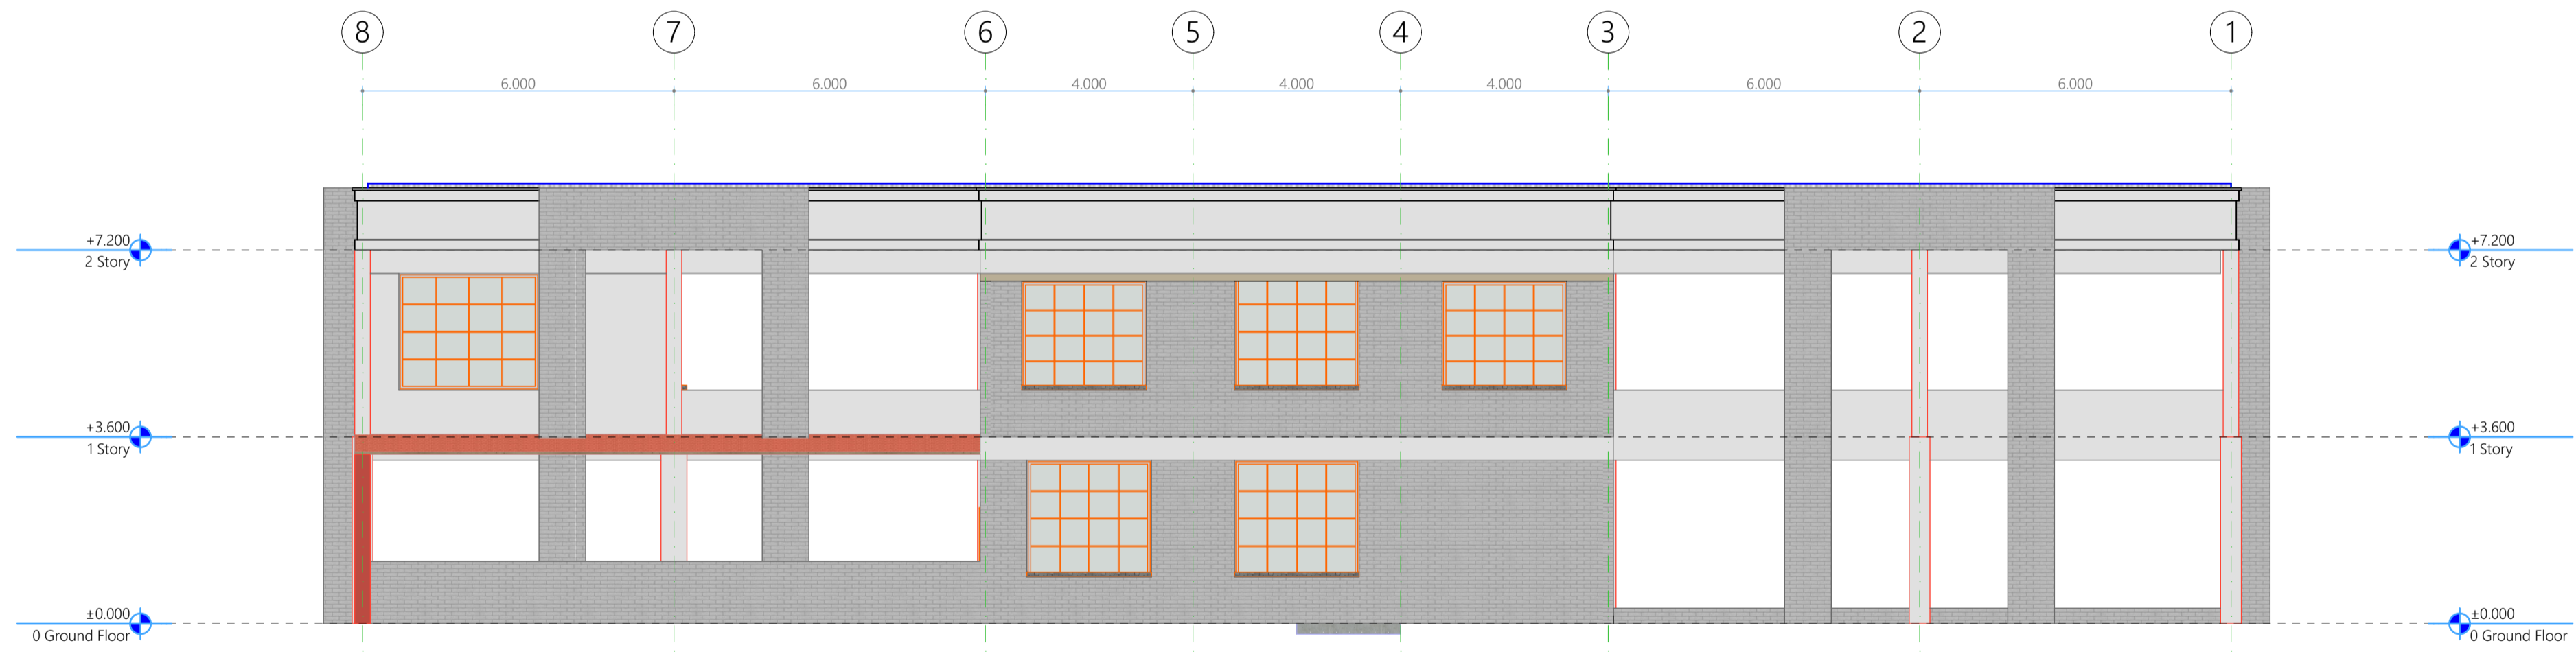 8 7 6 5 4 3 2 1
6.000 6.000 4.000 4.000 4.000 6.000 6.000
+7.200 +7.200
2 Story 2 Story
+3.600 +3.600
1 Story 1 Story
±0.000 ±0.000
0 Ground Floor 0 Ground Floor